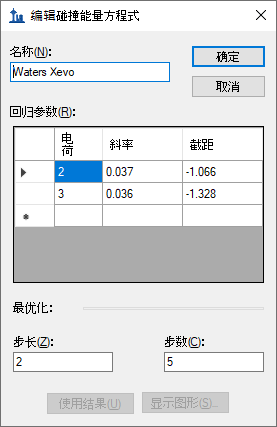 编辑碰撞能量方程式
名称(N):
Waters Xevo
确定
取消
回归参数(R):
电荷 斜率 截距
2 0.037 -1.066
3 0.036 -1.328
最优化:
步长(Z):
步数(C):
2
5
使用结果(U)
显示图形(S)...